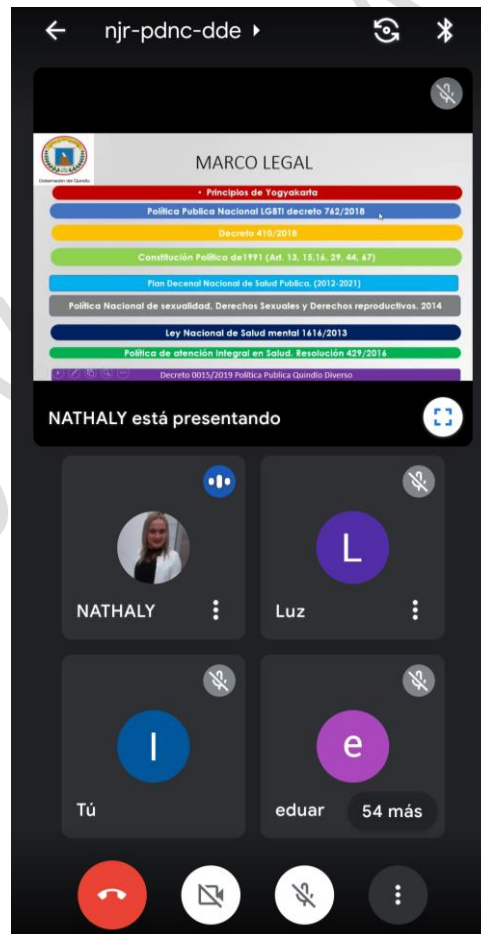 njr-pdnc-dde
Gobernación del Quindío
MARCO LEGAL
• Principios de Yogyakarta
Política Publica Nacional LGBTI decreto 762/2018
Decreto 410/2018
Constitución Política de1991 (Art. 13, 15,16, 29, 44, 67)
Plan Decenal Nacional de Salud Publica. (2012-2021)
Política Nacional de sexualidad, Derechos Sexuales y Derechos reproductivos. 2014
Ley Nacional de Salud mental 1616/2013
Política de atención integral en Salud. Resolución 429/2016
Decreto 0015/2019 Política Publica Quindío Diverso
NATHALY está presentando
L
NATHALY
Luz
I
e
Tú
eduar
54 más